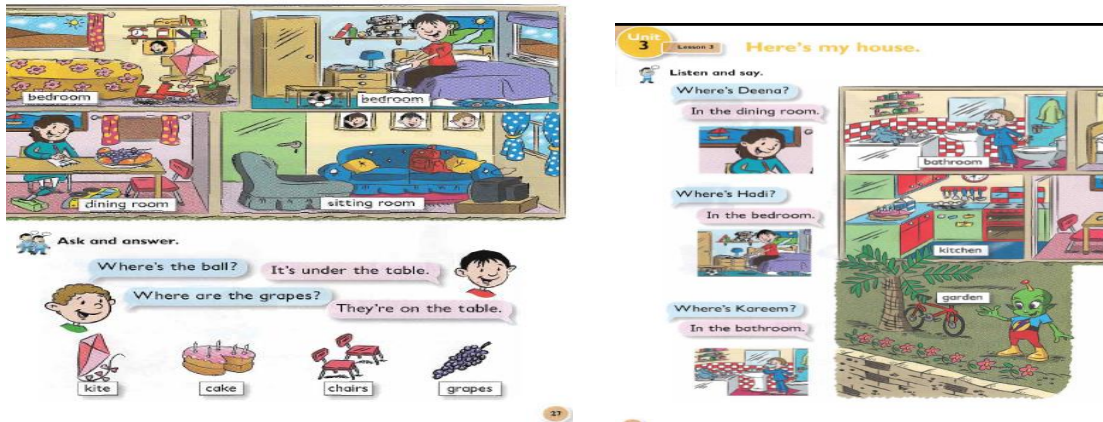 bedroom
bedroom
dining room
sitting room
Ask and answer.
Where's the ball?
It's under the table.
Where are the grapes?
They're on the table.
kite
cake
chairs
grapes
27
Unit
3
Lesson 3
Here's my house.
Listen and say.
Where's Deena?
In the dining room.
Where's Hadi?
In the bedroom.
Where's Kareem?
In the bathroom.
bathroom
kitchen
garden